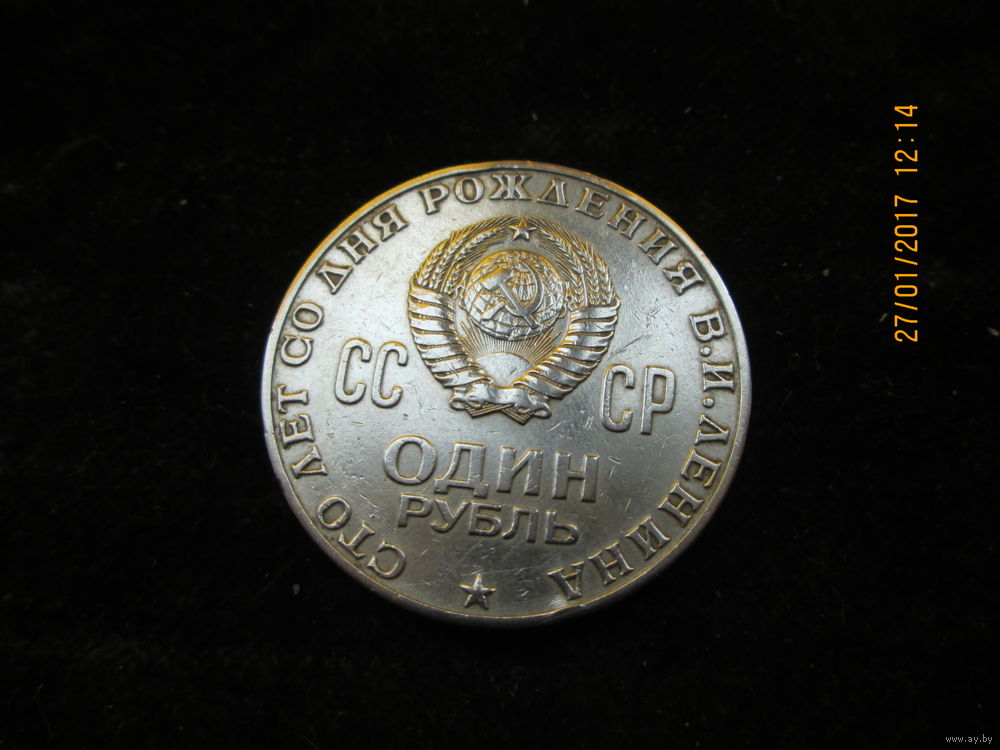 СТО ЛЕТ СО ДНЯ РОЖДЕНИЯ В.И.ЛЕНИНА
СС СР
ОДИН
РУБЛЬ
27/01/2017 12:14
www.ay.by